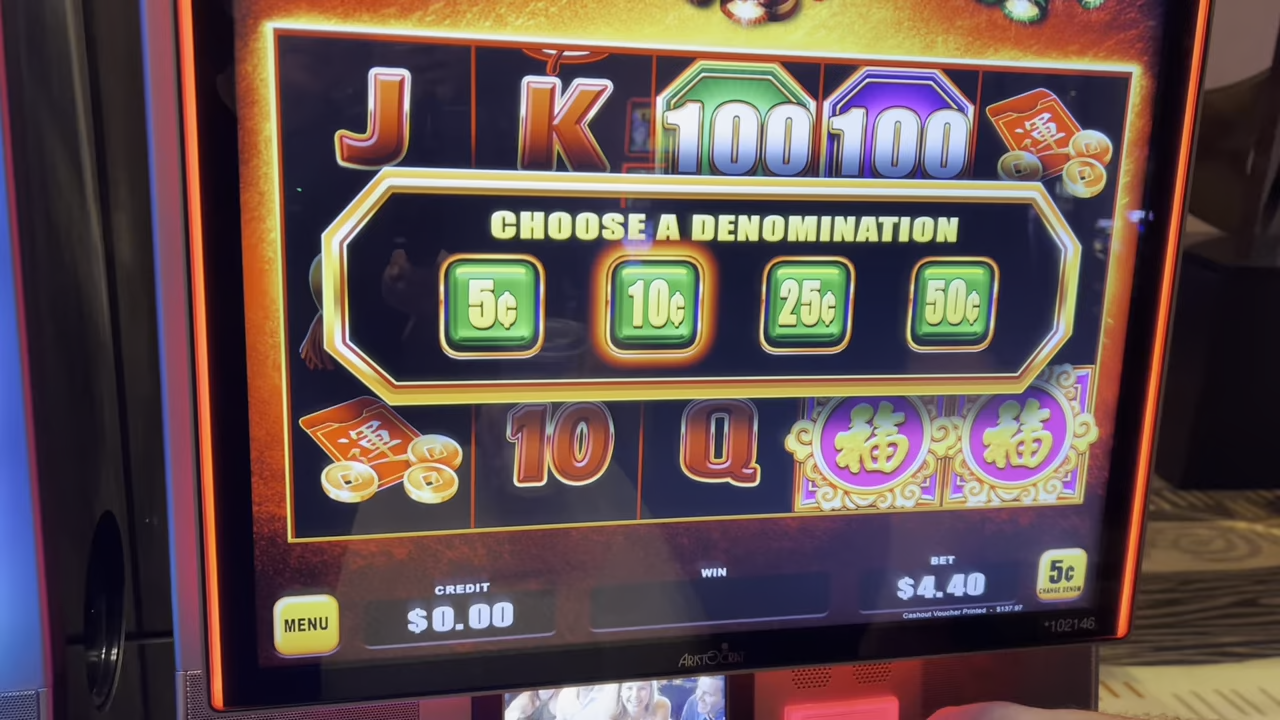 J K 100 100 運
CHOOSE A DENOMINATION
5¢ 10¢ 25¢ 50¢
運 10 Q 福 福
MENU
CREDIT
$0.00
WIN
BET
$4.40
Cashout Voucher Printed - $137.97
5¢
CHANGE DENOM
*102146
ARISTOCRAT